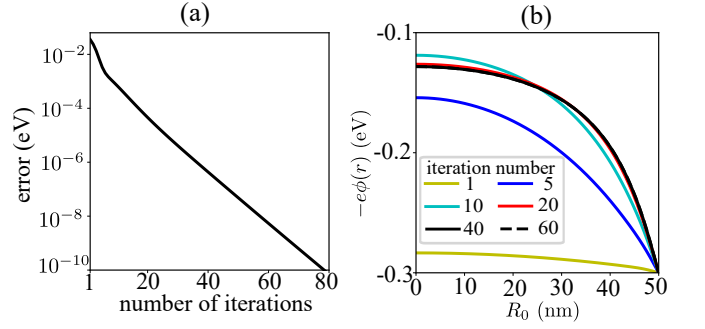 (a)
error (eV)
10⁻²
10⁻⁴
10⁻⁶
10⁻⁸
10⁻¹⁰
1 20 40 60 80
number of iterations
(b)
−eϕ(r) (eV)
-0.1
-0.2
-0.3
iteration number
1 5
10 20
40 60
0 10 20 30 40 50
R₀ (nm)